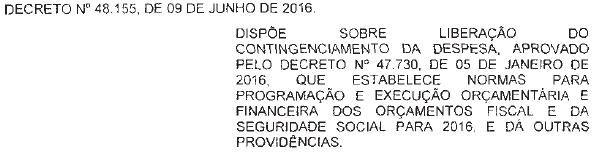 DECRETO Nº 48.155, DE 09 DE JUNHO DE 2016.
DISPÕE SOBRE LIBERAÇÃO DO
CONTINGENCIAMENTO DA DESPESA, APROVADO
PELO DECRETO Nº 47.730, DE 05 DE JANEIRO DE
2016, QUE ESTABELECE NORMAS PARA
PROGRAMAÇÃO E EXECUÇÃO ORÇAMENTÁRIA E
FINANCEIRA DOS ORÇAMENTOS FISCAL E DA
SEGURIDADE SOCIAL PARA 2016, E DÁ OUTRAS
PROVIDÊNCIAS.